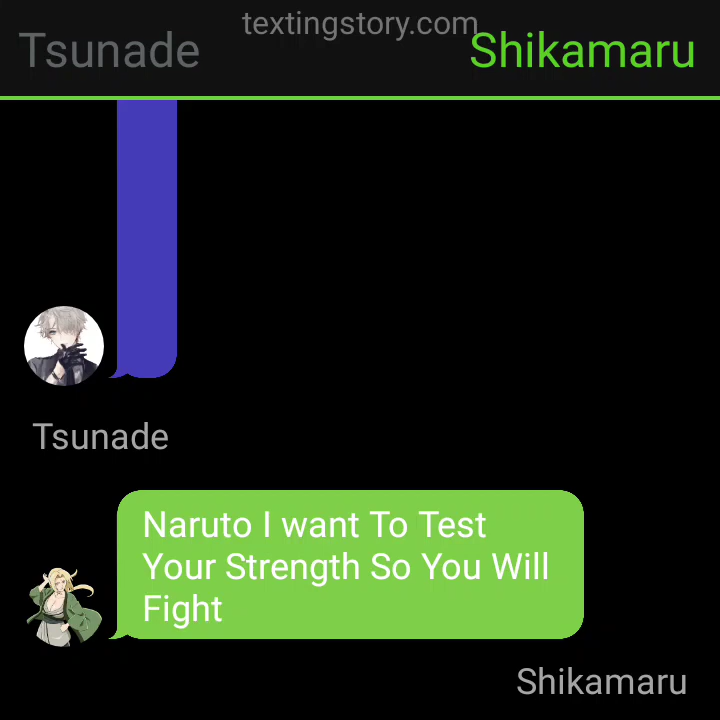 textingstory.com
Tsunade
Shikamaru
Tsunade
Naruto I want To Test
Your Strength So You Will
Fight
Shikamaru